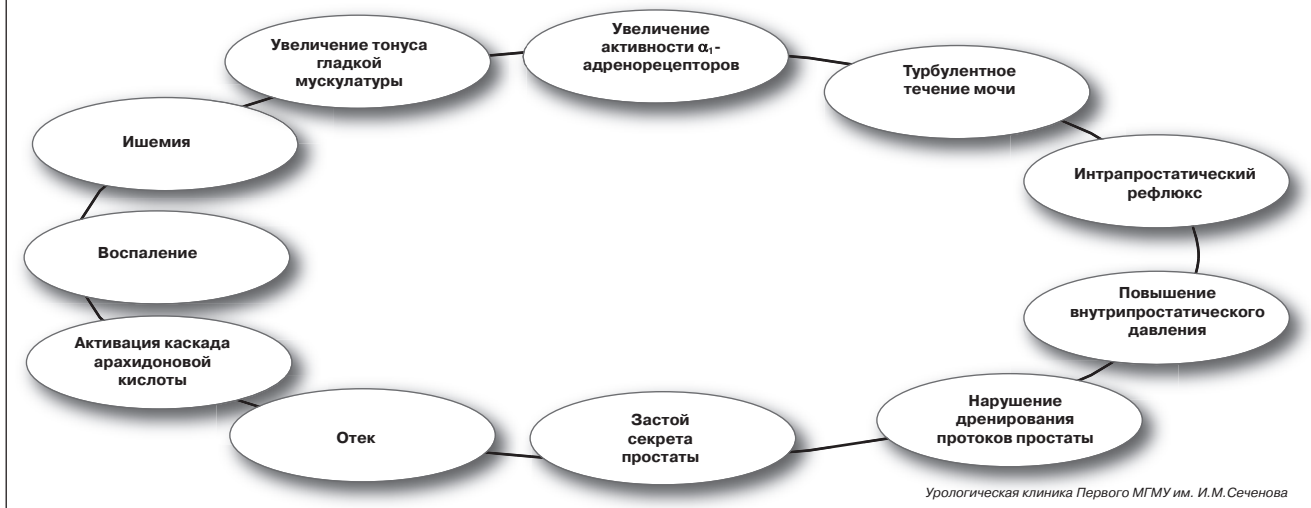 Увеличение тонуса
гладкой
мускулатуры
Увеличение
активности α₁-
адренорецепторов
Турбулентное
течение мочи
Ишемия
Интрапростатический
рефлюкс
Воспаление
Повышение
внутрипростатического
давления
Активация каскада
арахидоновой
кислоты
Отек
Застой
секрета
простаты
Нарушение
дренирования
протоков простаты
Урологическая клиника Первого МГМУ им. И.М.Сеченова